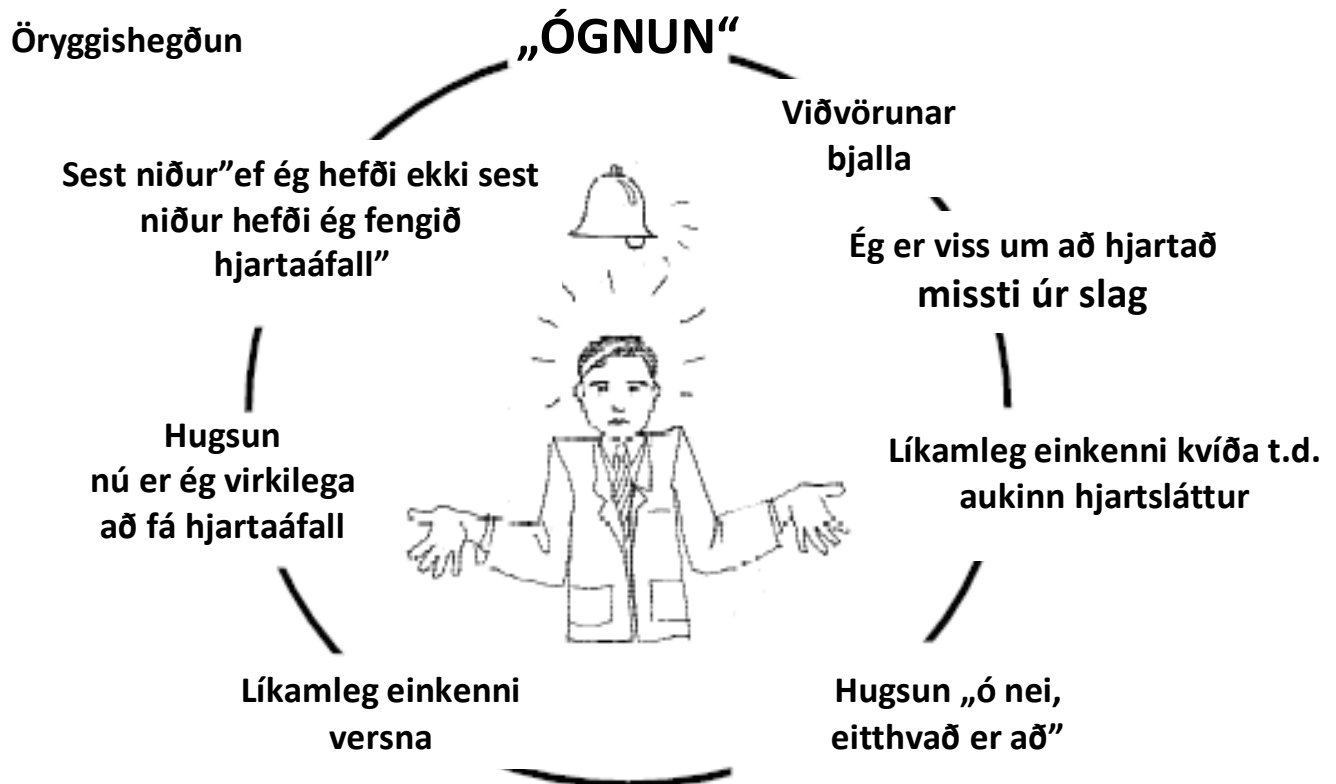 Öryggishegðun
„ÓGNUN“
Viðvörunar
bjalla
Ég er viss um að hjartað
missti úr slag
Líkamleg einkenni kvíða t.d.
aukinn hjartsláttur
Hugsun „ó nei,
eitthvað er að”
Líkamleg einkenni
versna
Hugsun
nú er ég virkilega
að fá hjartaáfall
Sest niður”ef ég hefði ekki sest
niður hefði ég fengið
hjartaáfall”